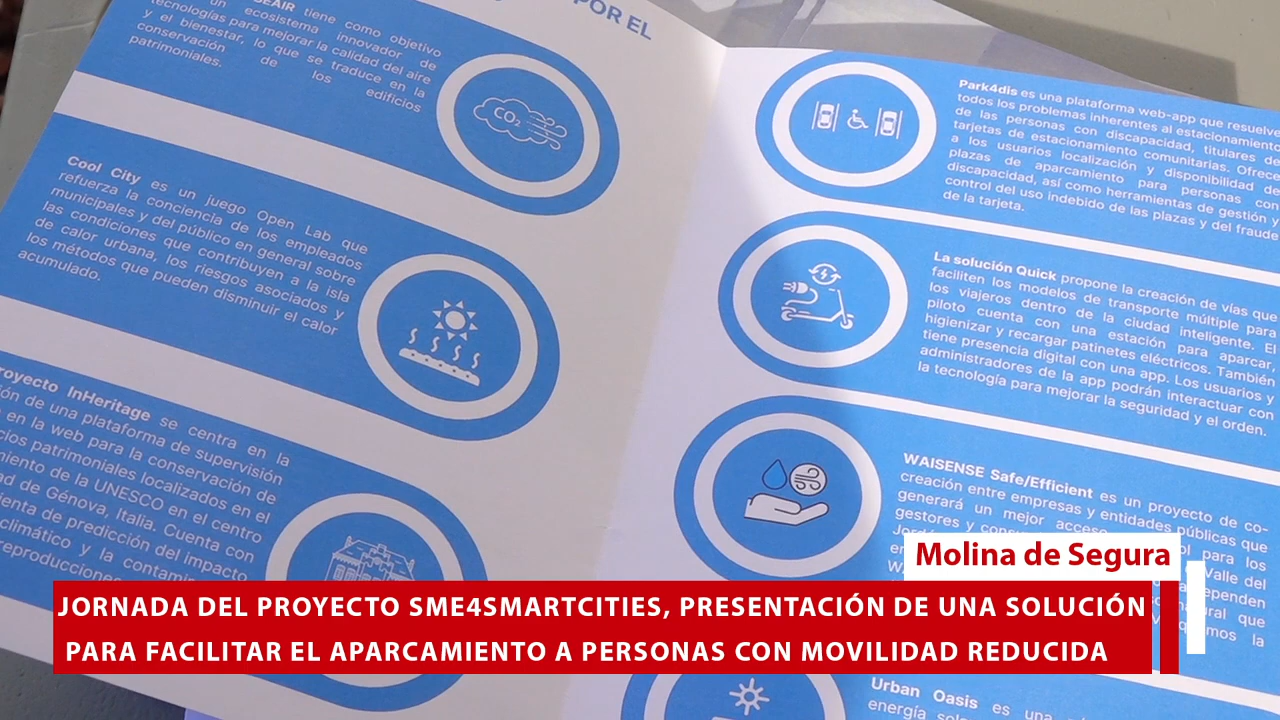 POR EL
tiene como objetivo
un ecosistema innovador de
tecnologías para mejorar la calidad del aire
y el bienestar, lo que se traduce en la
conservación de los edificios
patrimoniales.
CO₂
Cool City es un juego Open Lab que
refuerza la conciencia de los empleados
municipales y del público en general sobre
las condiciones que contribuyen a la isla
de calor urbana, los riesgos asociados y
los métodos que pueden disminuir el calor
acumulado.
InHeritage se centra en la
de una plataforma de supervisión
en la web para la conservación de
patrimoniales localizados en el
de la UNESCO en el centro
de Génova, Italia. Cuenta con
de predicción del impacto
climático y la
Park4dis es una plataforma web-app que resuelve
todos los problemas inherentes al estacionamiento
de las personas con discapacidad, titulares de
tarjetas de estacionamiento comunitarias. Ofrece
a los usuarios localización y disponibilidad de
plazas de aparcamiento para personas con
discapacidad, así como herramientas de gestión y
control del uso indebido de las plazas y del fraude
de la tarjeta.
La solución Quick propone la creación de vías que
faciliten los modelos de transporte múltiple para
los viajeros dentro de la ciudad inteligente. El
piloto cuenta con una estación para aparcar,
higienizar y recargar patinetes eléctricos. También
tiene presencia digital con una app. Los usuarios y
administradores de la app podrán interactuar con
la tecnología para mejorar la seguridad y el orden.
WAISENSE Safe/Efficient es un proyecto de co-
creación entre empresas y entidades públicas que
generará un mejor acceso
gestores y para los
Valle del
que
la
Urban Oasis es una
energía
Molina de Segura
JORNADA DEL PROYECTO SME4SMARTCITIES, PRESENTACIÓN DE UNA SOLUCIÓN
PARA FACILITAR EL APARCAMIENTO A PERSONAS CON MOVILIDAD REDUCIDA